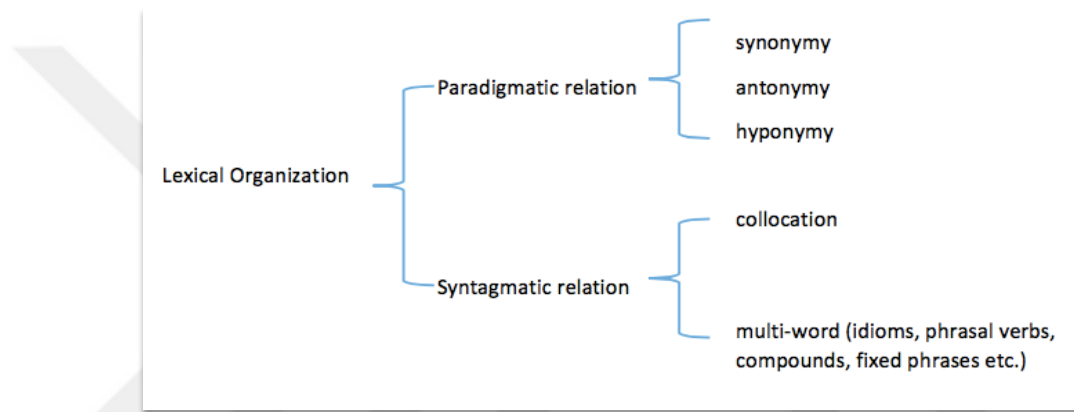 Lexical Organization
Paradigmatic relation
synonymy
antonymy
hyponymy
Syntagmatic relation
collocation
multi-word (idioms, phrasal verbs,
compounds, fixed phrases etc.)